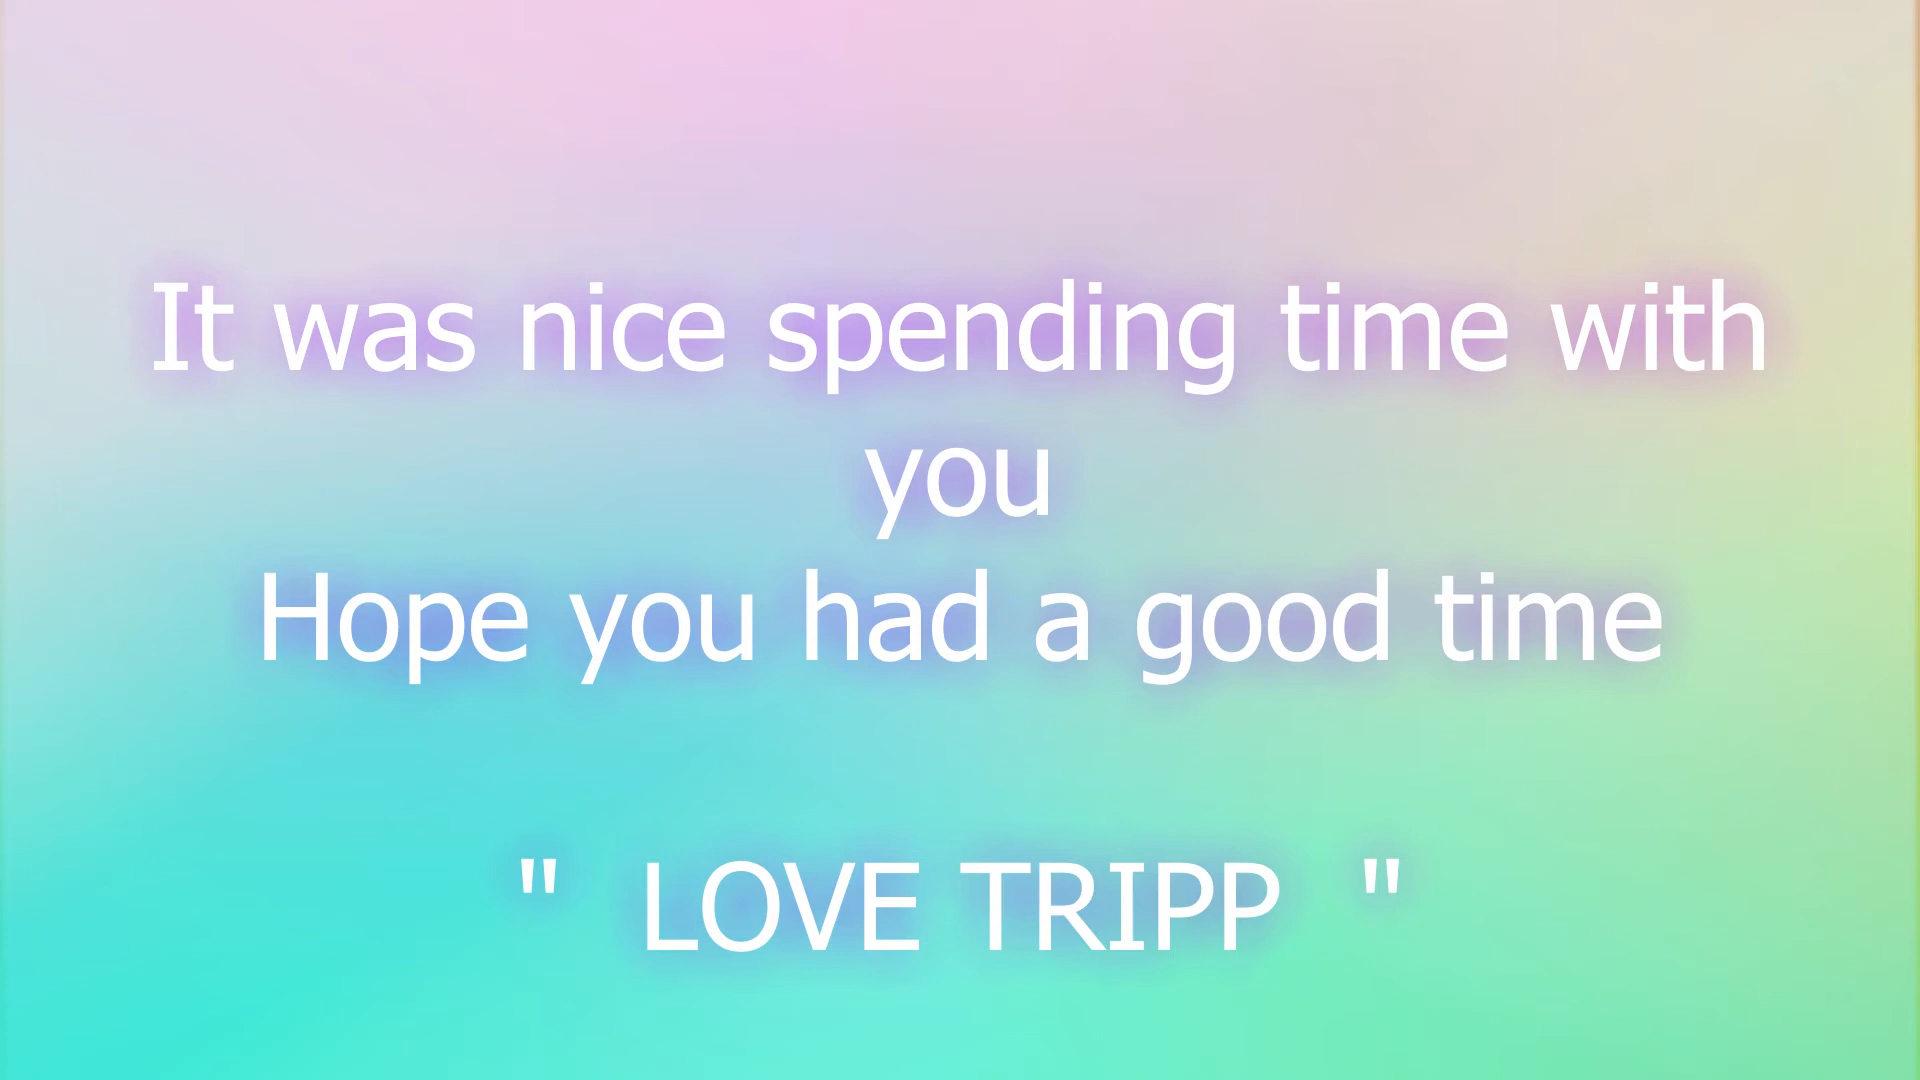 It was nice spending time with
you
Hope you had a good time
" LOVE TRIPP "